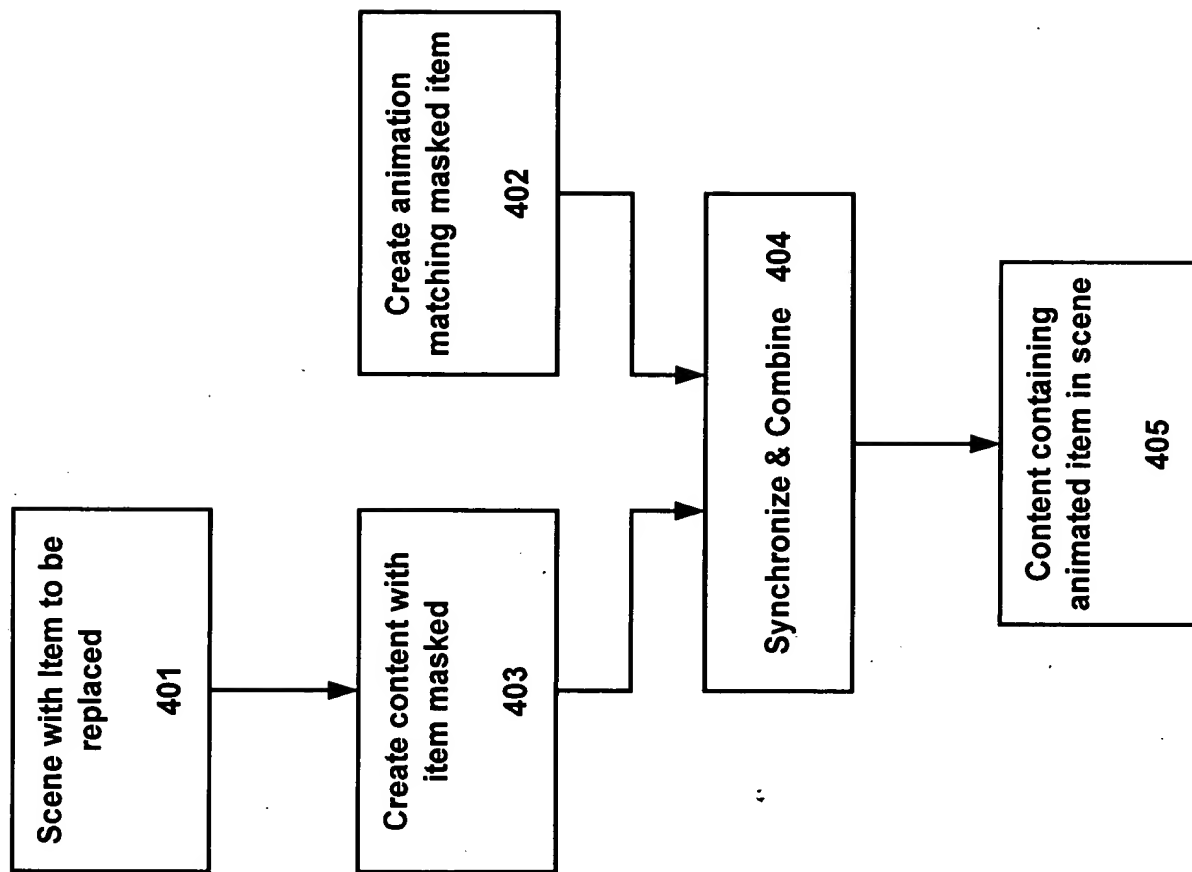 Scene with Item to be
replaced
401
Create content with
item masked
403
Create animation
matching masked item
402
Synchronize & Combine 404
Content containing
animated item in scene
405